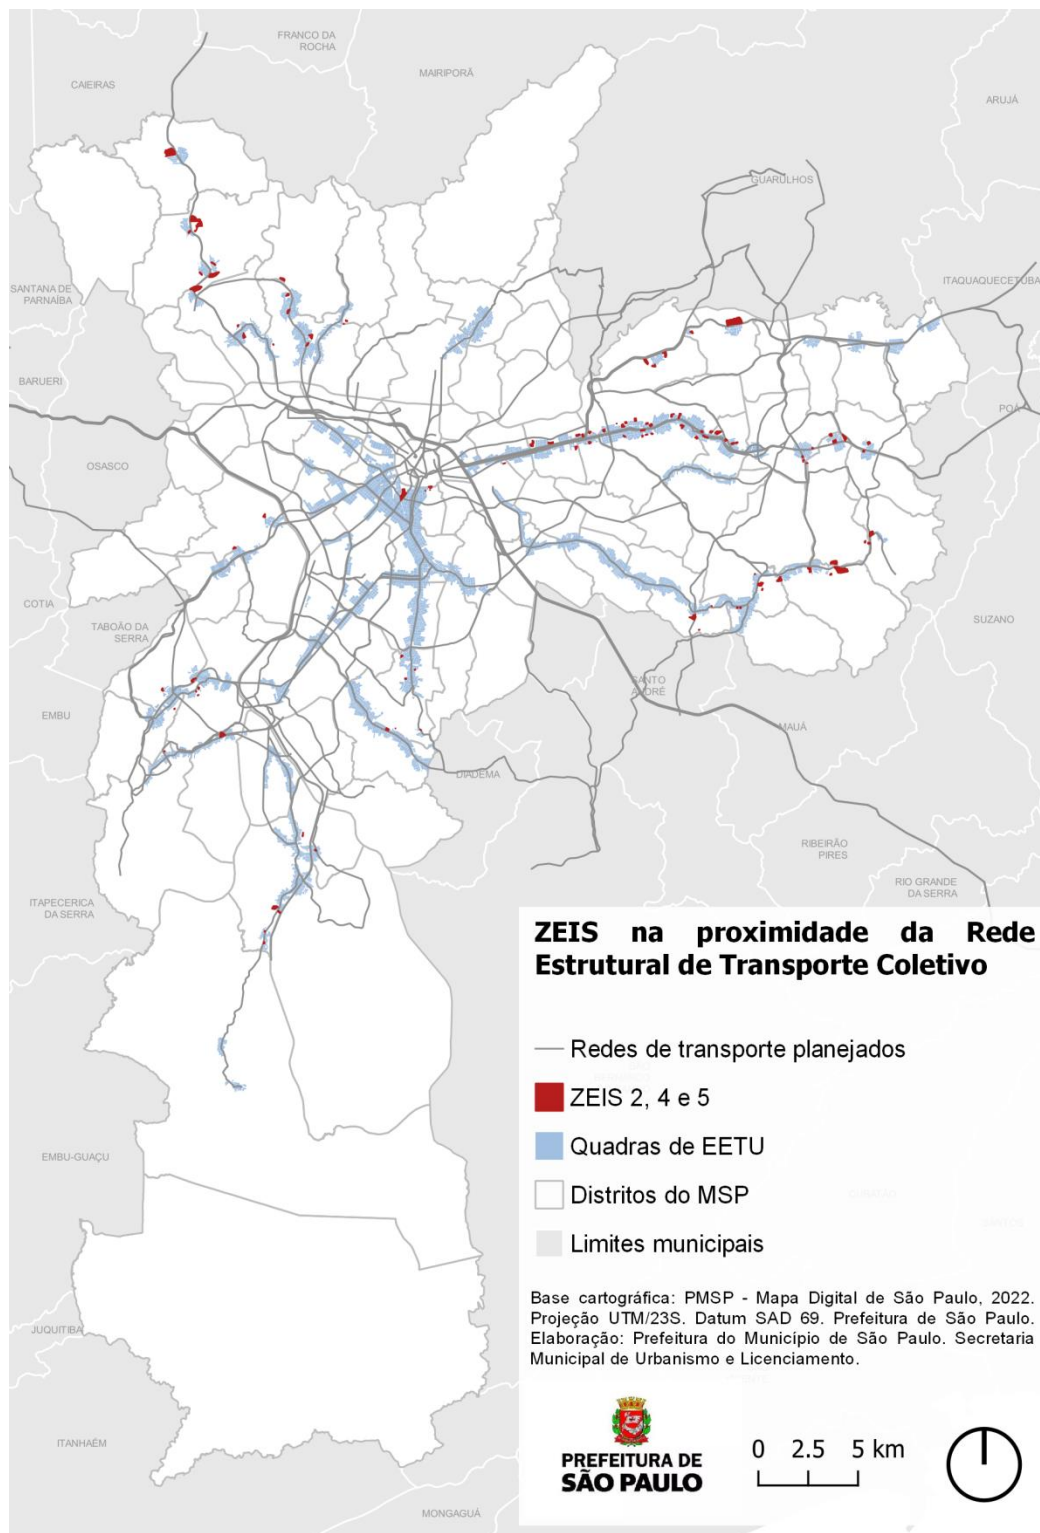 FRANCO DA
ROCHA
MAIRIPORÃ
CAIEIRAS
ARUJÁ
GUARULHOS
SANTANA DE
PARNAÍBA
ITAQUAQUECETUBA
BARUERI
POÁ
OSASCO
COTIA
TABOÃO DA
SERRA
SUZANO
SANTO
ANDRÉ
EMBU
MAUÁ
DIADEMA
RIBEIRÃO
PIRES
RIO GRANDE
DA SERRA
ITAPECERICA
DA SERRA
ZEIS na proximidade da Rede
Estrutural de Transporte Coletivo
Redes de transporte planejados
ZEIS 2, 4 e 5
Quadras de EETU
Distritos do MSP
Limites municipais
EMBU-GUAÇU
Base cartográfica: PMSP - Mapa Digital de São Paulo, 2022.
Projeção UTM/23S. Datum SAD 69. Prefeitura de São Paulo.
Elaboração: Prefeitura do Município de São Paulo. Secretaria
Municipal de Urbanismo e Licenciamento.
JUQUITIBA
ITANHAÉM
MONGAGUÁ
PREFEITURA DE
SÃO PAULO
0 2.5 5 km